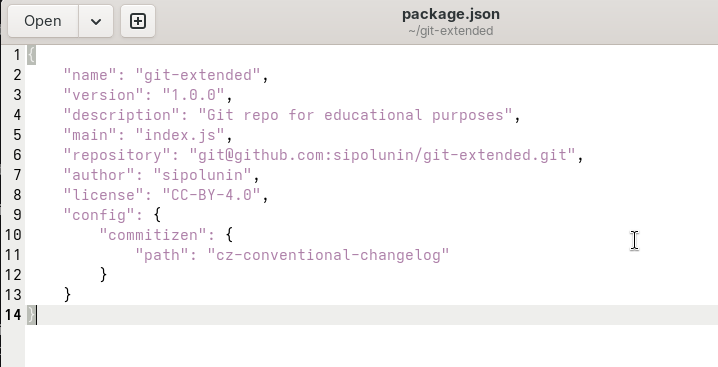 Open
package.json
~/git-extended
1 {
2     "name": "git-extended",
3     "version": "1.0.0",
4     "description": "Git repo for educational purposes",
5     "main": "index.js",
6     "repository": "git@github.com:sipolunin/git-extended.git",
7     "author": "sipolunin",
8     "license": "CC-BY-4.0",
9     "config": {
10         "commitizen": {
11             "path": "cz-conventional-changelog"
12         }
13     }
14 }